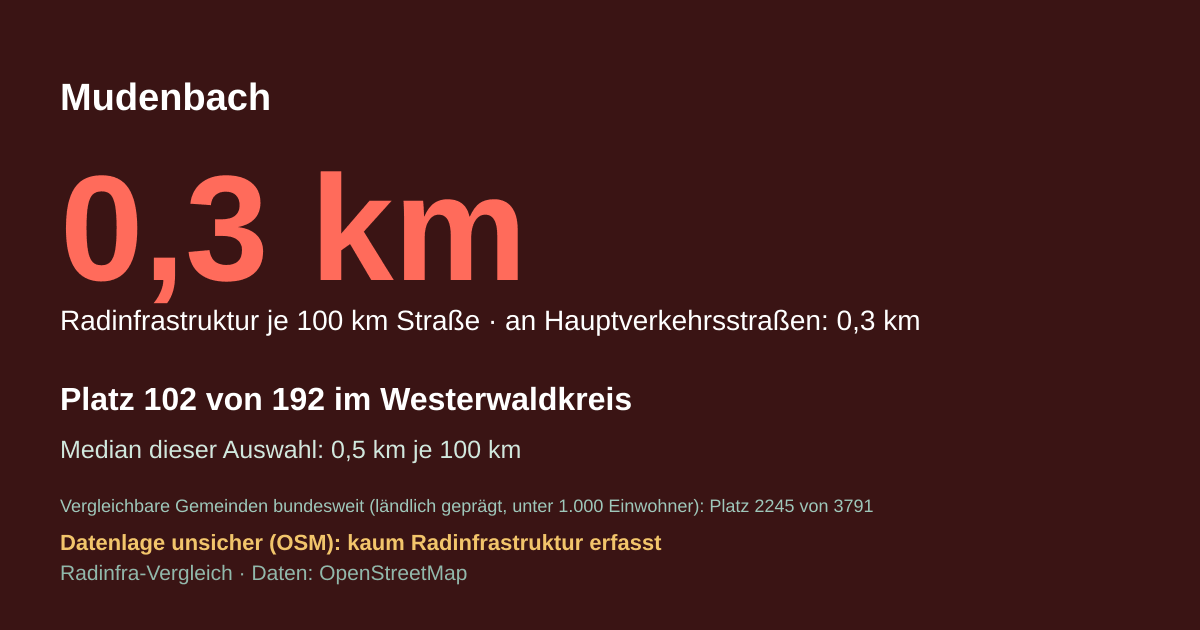 Mudenbach
0,3 km
Radinfrastruktur je 100 km Straße · an Hauptverkehrsstraßen: 0,3 km
Platz 102 von 192 im Westerwaldkreis
Median dieser Auswahl: 0,5 km je 100 km
Vergleichbare Gemeinden bundesweit (ländlich geprägt, unter 1.000 Einwohner): Platz 2245 von 3791
Datenlage unsicher (OSM): kaum Radinfrastruktur erfasst
Radinfra-Vergleich · Daten: OpenStreetMap